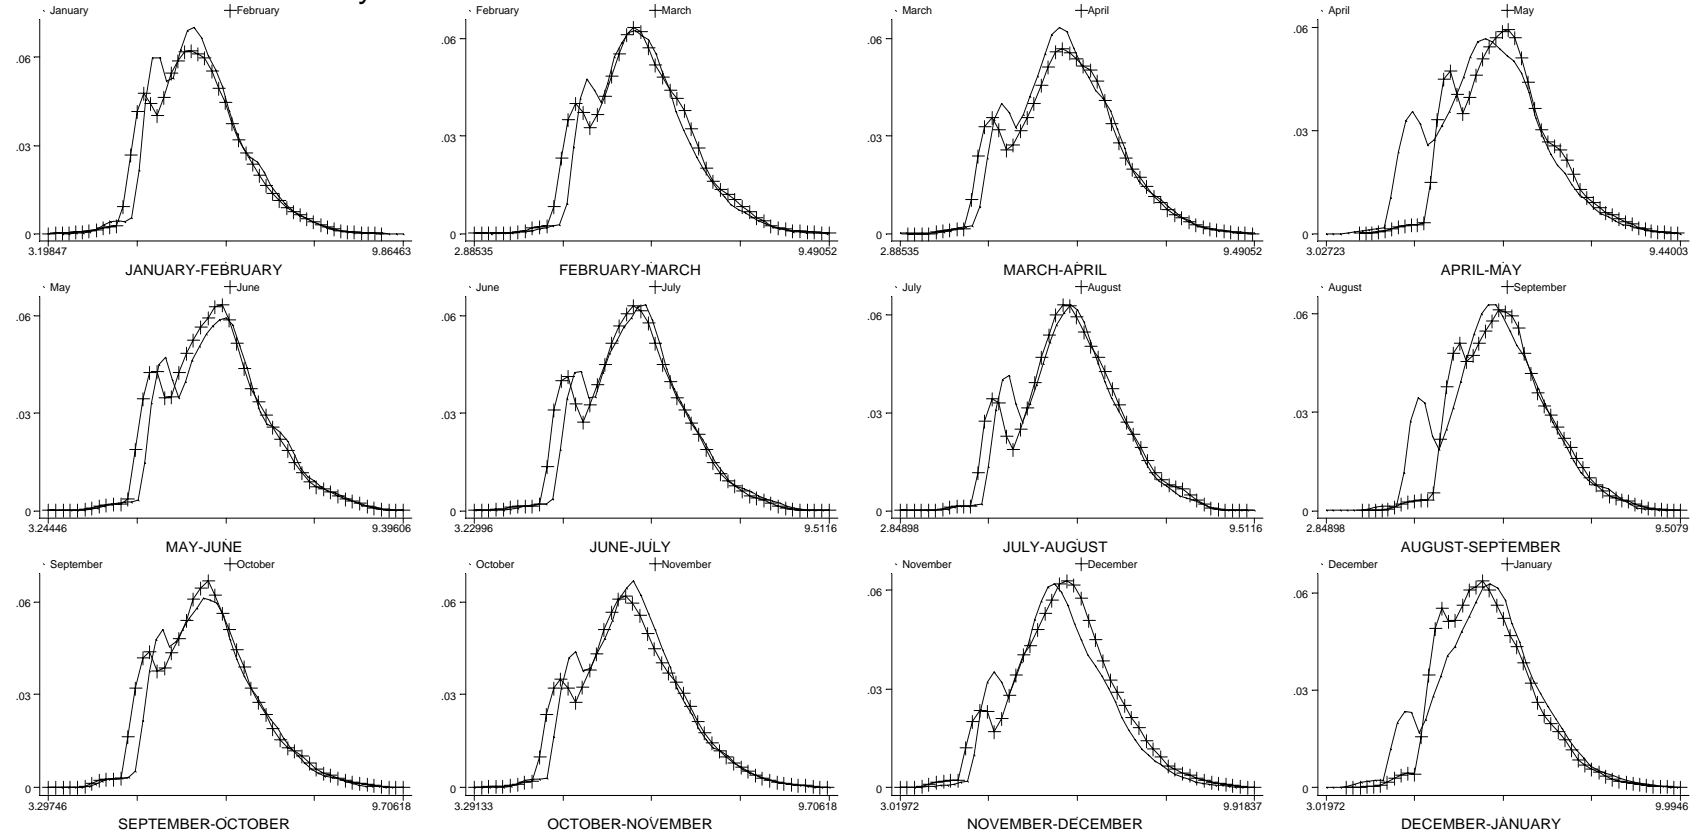 January February
.06
.03
0
3.19847 9.86463
JANUARY-FEBRUARY
February March
.06
.03
0
2.88535 9.49052
FEBRUARY-MARCH
March April
.06
.03
0
2.88535 9.49052
MARCH-APRIL
April May
.06
.03
0
3.02723 9.44003
APRIL-MAY
May June
.06
.03
0
3.24446 9.39606
MAY-JUNE
June July
.06
.03
0
3.22996 9.5116
JUNE-JULY
July August
.06
.03
0
2.84898 9.5116
JULY-AUGUST
August September
.06
.03
0
2.84898 9.5079
AUGUST-SEPTEMBER
September October
.06
.03
0
3.29746 9.70618
SEPTEMBER-OCTOBER
October November
.06
.03
0
3.29133 9.70618
OCTOBER-NOVEMBER
November December
.06
.03
0
3.01972 9.91837
NOVEMBER-DECEMBER
December January
.06
.03
0
3.01972 9.9946
DECEMBER-JANUARY